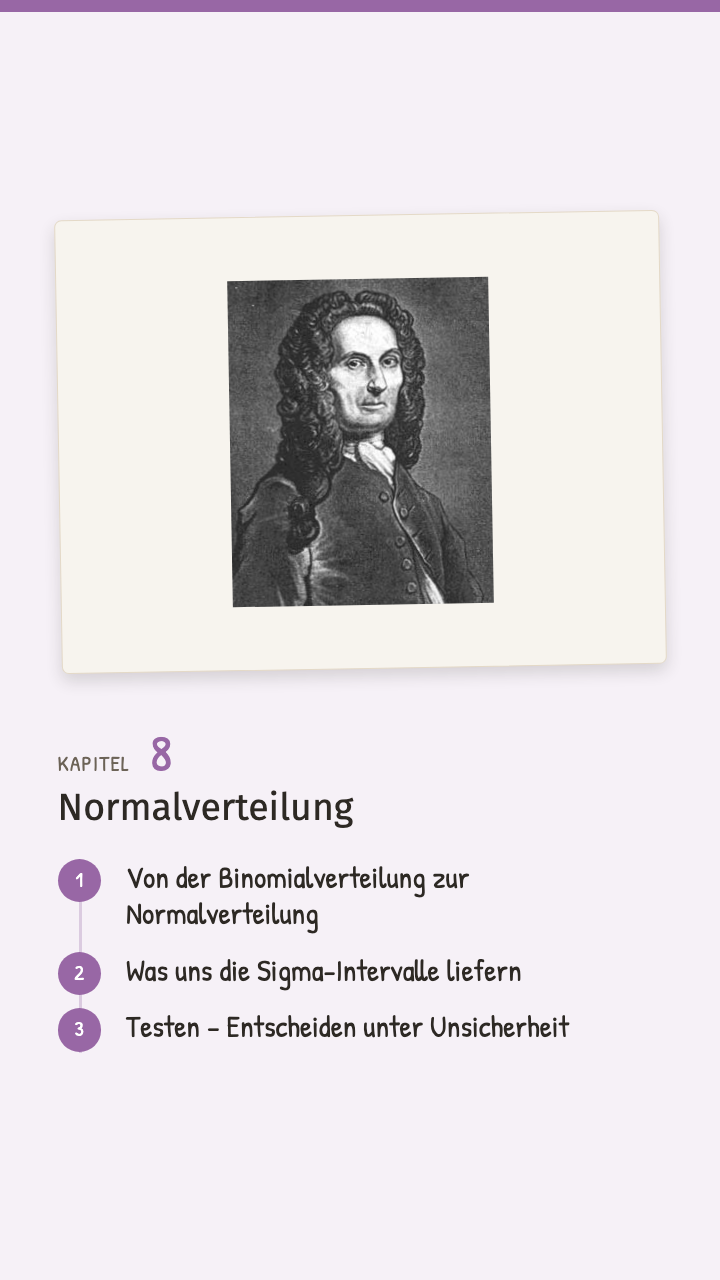 KAPITEL 8
Normalverteilung
1 Von der Binomialverteilung zur
Normalverteilung
2 Was uns die Sigma-Intervalle liefern
3 Testen – Entscheiden unter Unsicherheit